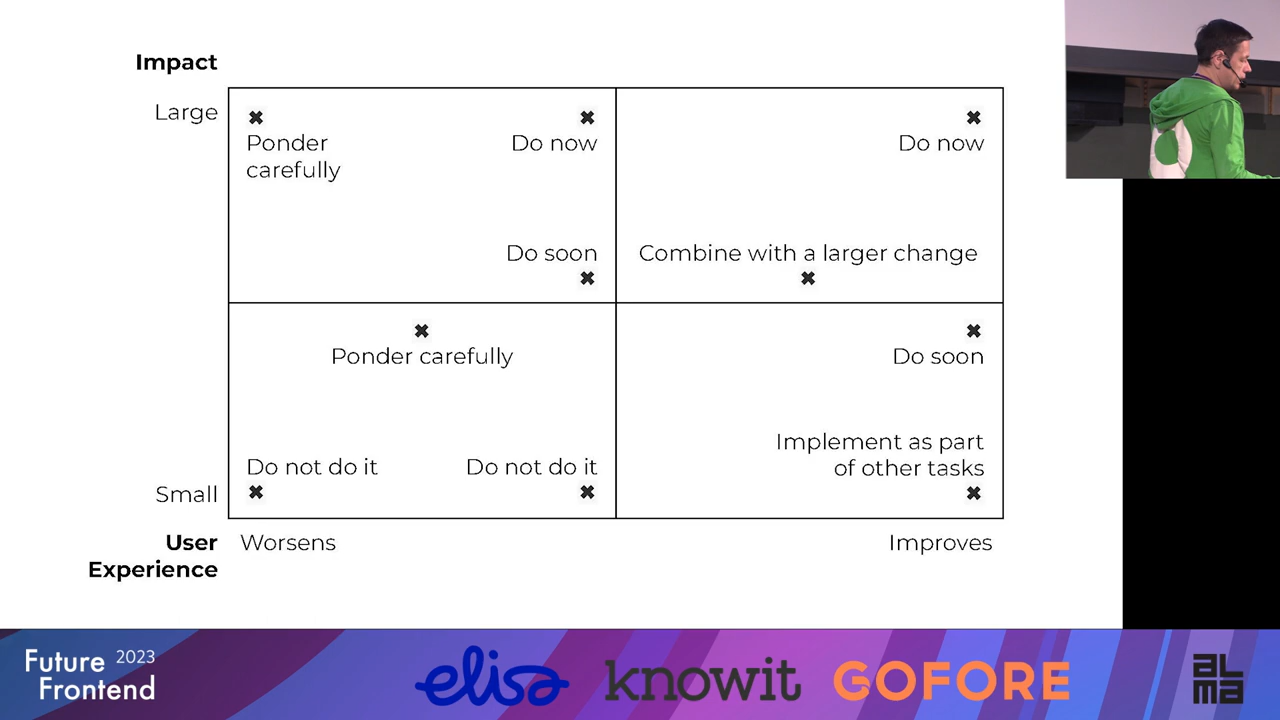 Impact
Large
Ponder
carefully
Do now
Do now
Do soon
Combine with a larger change
Ponder carefully
Do soon
Implement as part
of other tasks
Do not do it
Do not do it
Small
User
Experience
Worsens
Improves
Future 2023
Frontend
elisa
knowit
GOFORE
ALMA